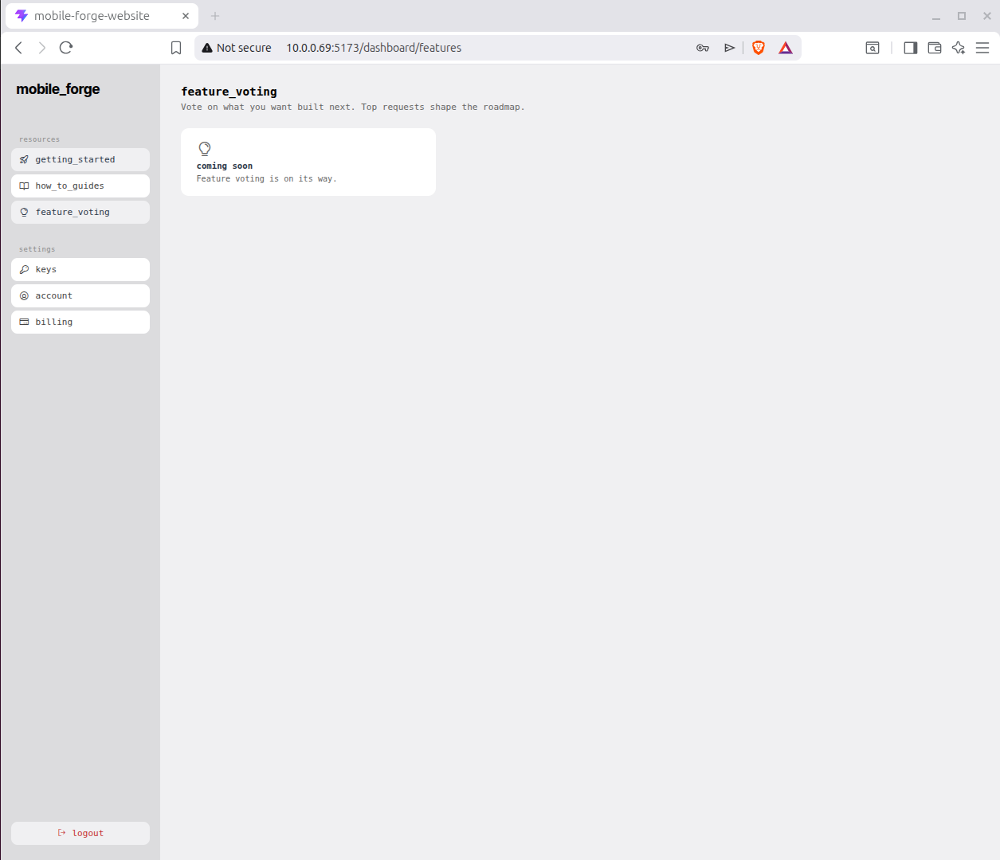 mobile-forge-website
Not secure 10.0.0.69:5173/dashboard/features
mobile_forge
resources
getting_started
how_to_guides
feature_voting
settings
keys
account
billing
logout
feature_voting
Vote on what you want built next. Top requests shape the roadmap.
coming soon
Feature voting is on its way.